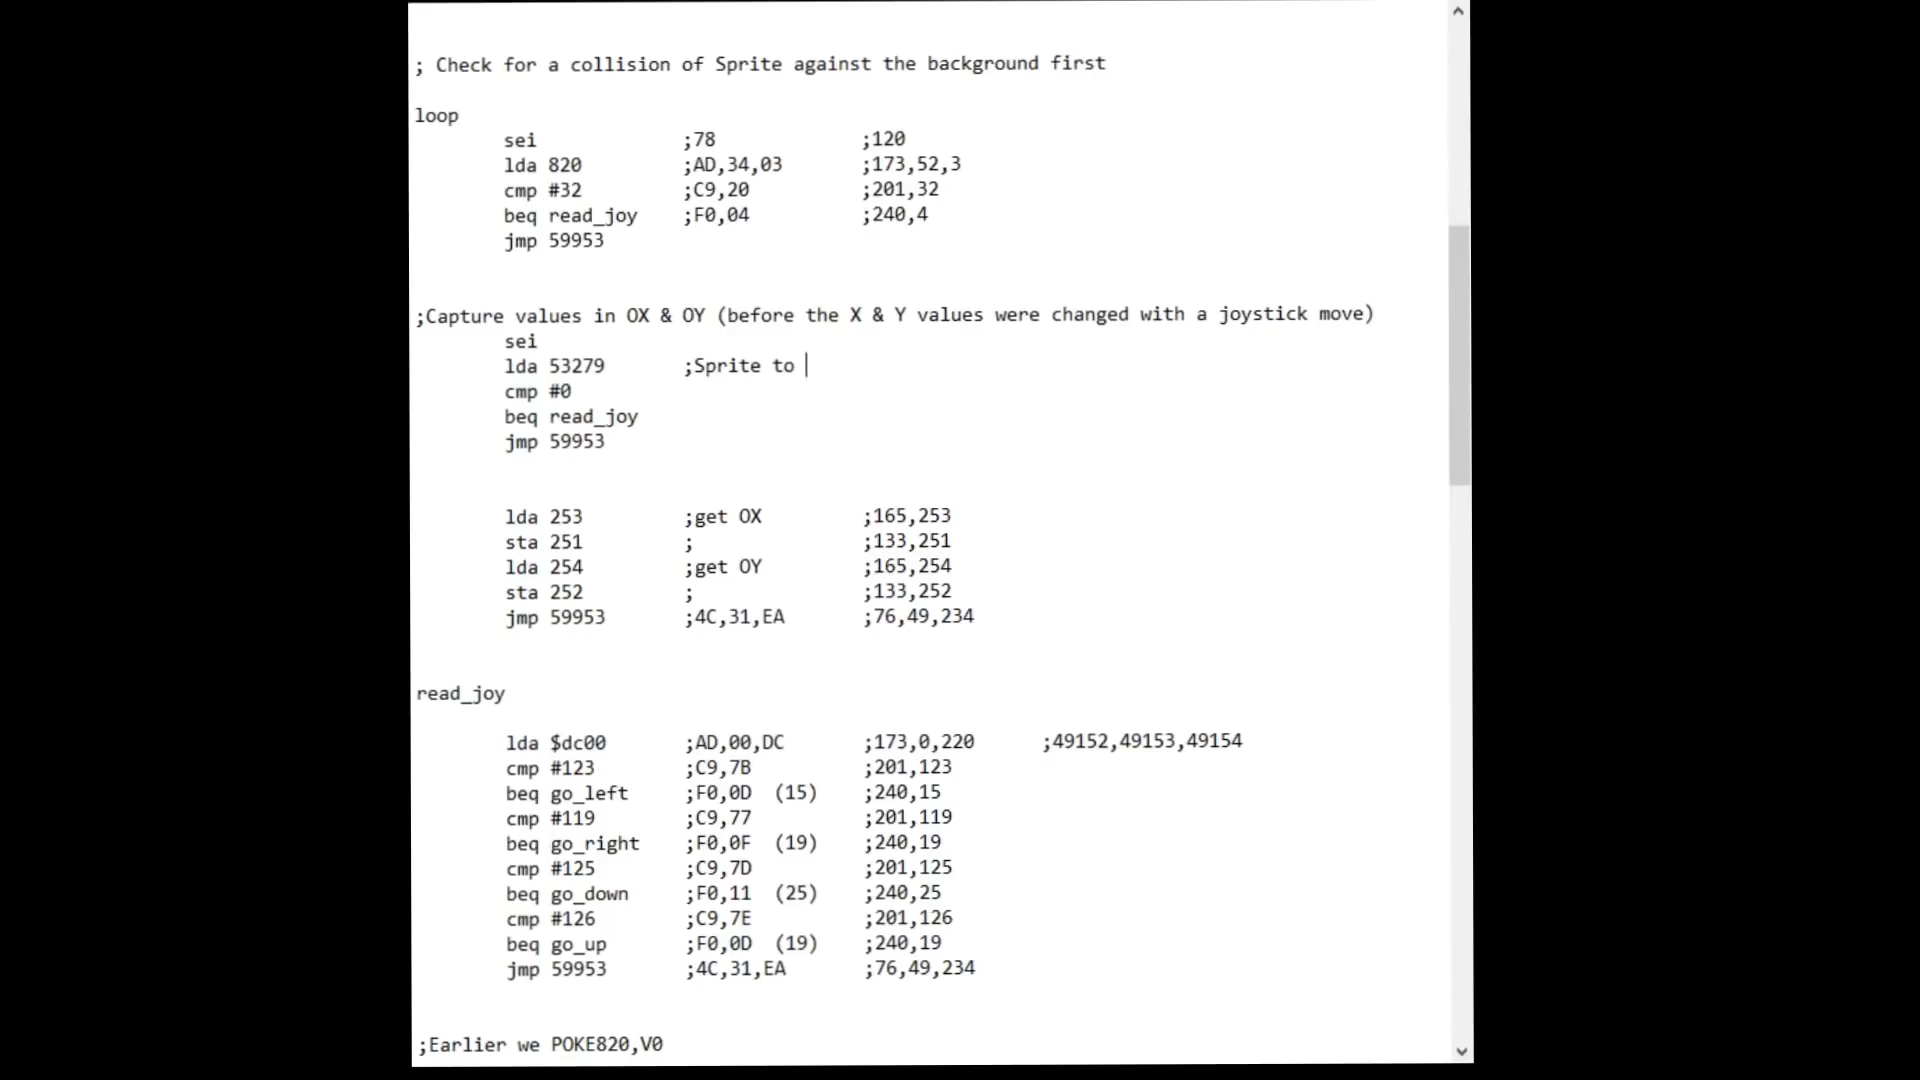 ; Check for a collision of Sprite against the background first
loop
sei ;78 ;120
lda 820 ;AD,34,03 ;173,52,3
cmp #32 ;C9,20 ;201,32
beq read_joy ;F0,04 ;240,4
jmp 59953
;Capture values in OX & OY (before the X & Y values were changed with a joystick move)
sei
lda 53279 ;Sprite to
cmp #0
beq read_joy
jmp 59953
lda 253 ;get OX ;165,253
sta 251 ; ;133,251
lda 254 ;get OY ;165,254
sta 252 ; ;133,252
jmp 59953 ;4C,31,EA ;76,49,234
read_joy
lda $dc00 ;AD,00,DC ;173,0,220 ;49152,49153,49154
cmp #123 ;C9,7B ;201,123
beq go_left ;F0,0D (15) ;240,15
cmp #119 ;C9,77 ;201,119
beq go_right ;F0,0F (19) ;240,19
cmp #125 ;C9,7D ;201,125
beq go_down ;F0,11 (25) ;240,25
cmp #126 ;C9,7E ;201,126
beq go_up ;F0,0D (19) ;240,19
jmp 59953 ;4C,31,EA ;76,49,234
;Earlier we POKE820,V0